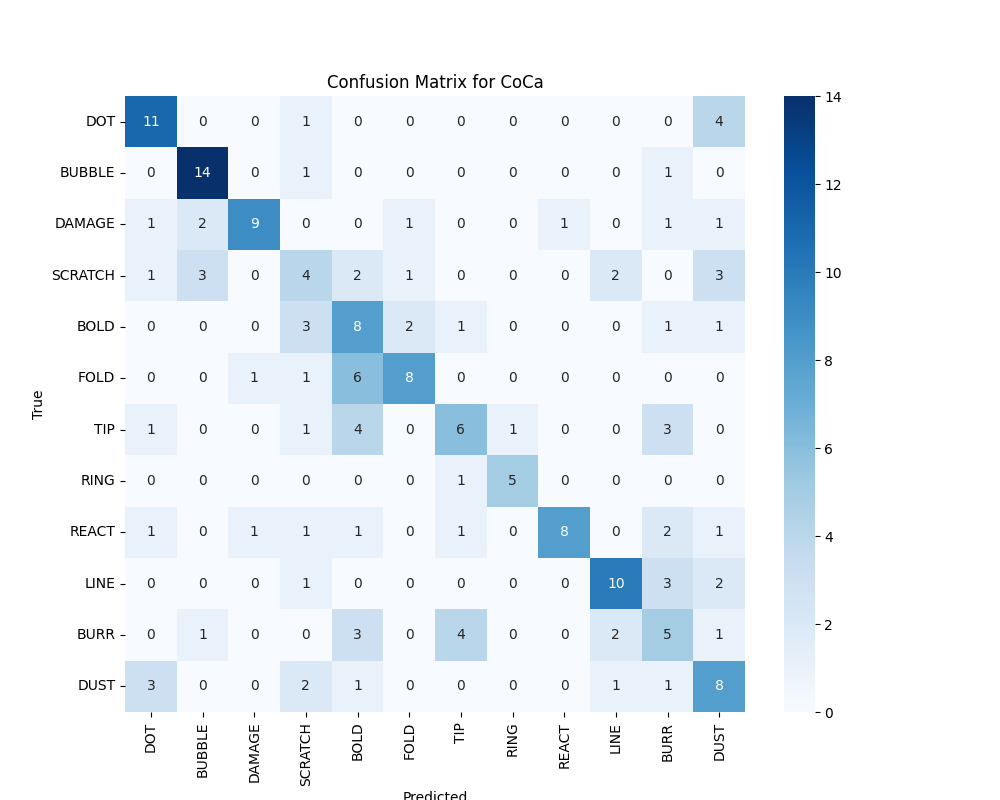 Confusion Matrix for CoCa
True
DOT 11 0 0 1 0 0 0 0 0 0 0 4
BUBBLE 0 14 0 1 0 0 0 0 0 0 1 0
DAMAGE 1 2 9 0 0 1 0 0 1 0 1 1
SCRATCH 1 3 0 4 2 1 0 0 0 2 0 3
BOLD 0 0 0 3 8 2 1 0 0 0 1 1
FOLD 0 0 1 1 6 8 0 0 0 0 0 0
TIP 1 0 0 1 4 0 6 1 0 0 3 0
RING 0 0 0 0 0 0 1 5 0 0 0 0
REACT 1 0 1 1 1 0 1 0 8 0 2 1
LINE 0 0 0 1 0 0 0 0 0 10 3 2
BURR 0 1 0 0 3 0 4 0 0 2 5 1
DUST 3 0 0 2 1 0 0 0 0 1 1 8
DOT BUBBLE DAMAGE SCRATCH BOLD FOLD TIP RING REACT LINE BURR DUST
Predicted
14
12
10
8
6
4
2
0